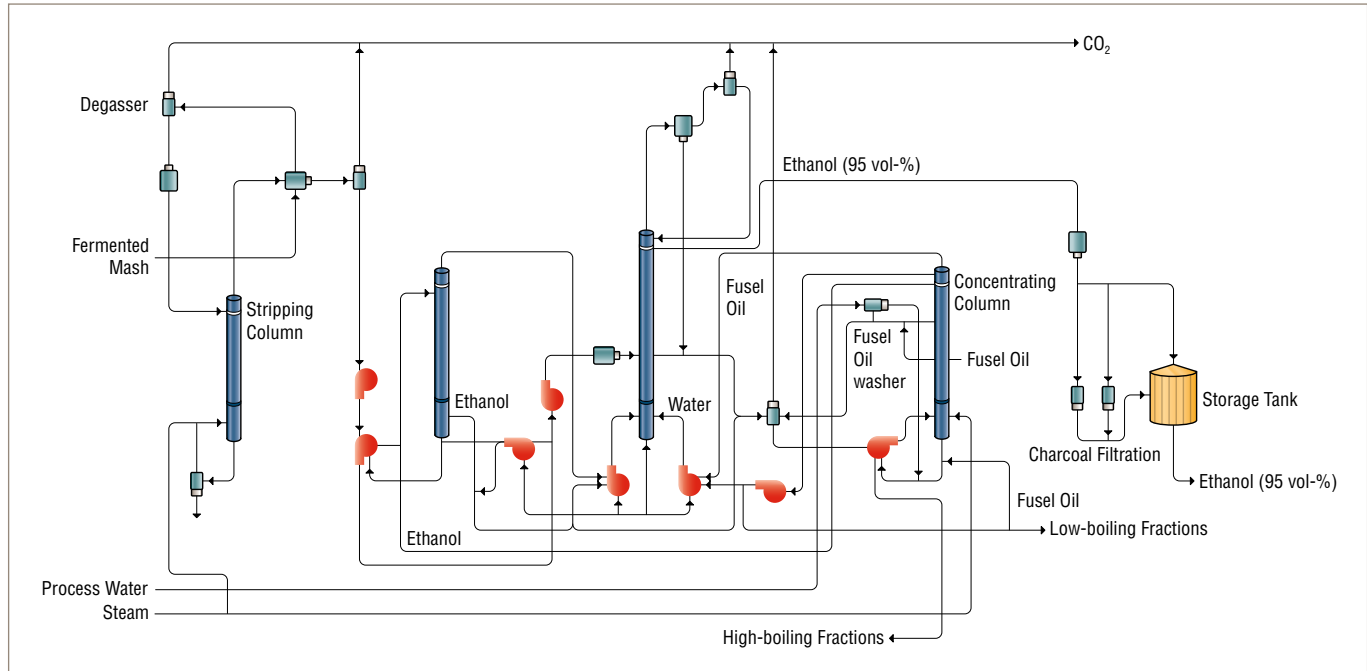 CO₂
Degasser
Ethanol (95 vol-%)
Fermented
Mash
Stripping
Column
Fusel
Oil
Concentrating
Column
Fusel
Oil
washer
Fusel Oil
Ethanol
Water
Storage Tank
Charcoal Filtration
Ethanol (95 vol-%)
Fusel Oil
Low-boiling Fractions
Ethanol
Process Water
Steam
High-boiling Fractions